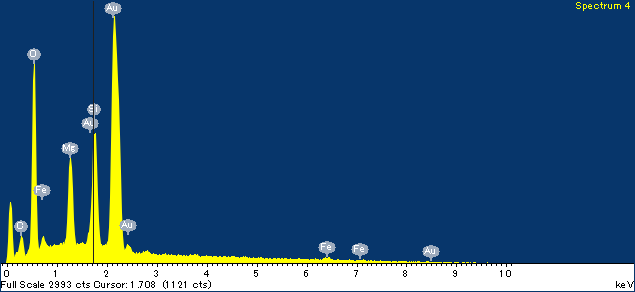 Spectrum 4
Au
O
Si
Au
Mg
Fe
O
Au
Fe
Fe
Au
0 1 2 3 4 5 6 7 8 9 10
Full Scale 2993 cts Cursor: 1.708 (1121 cts) keV